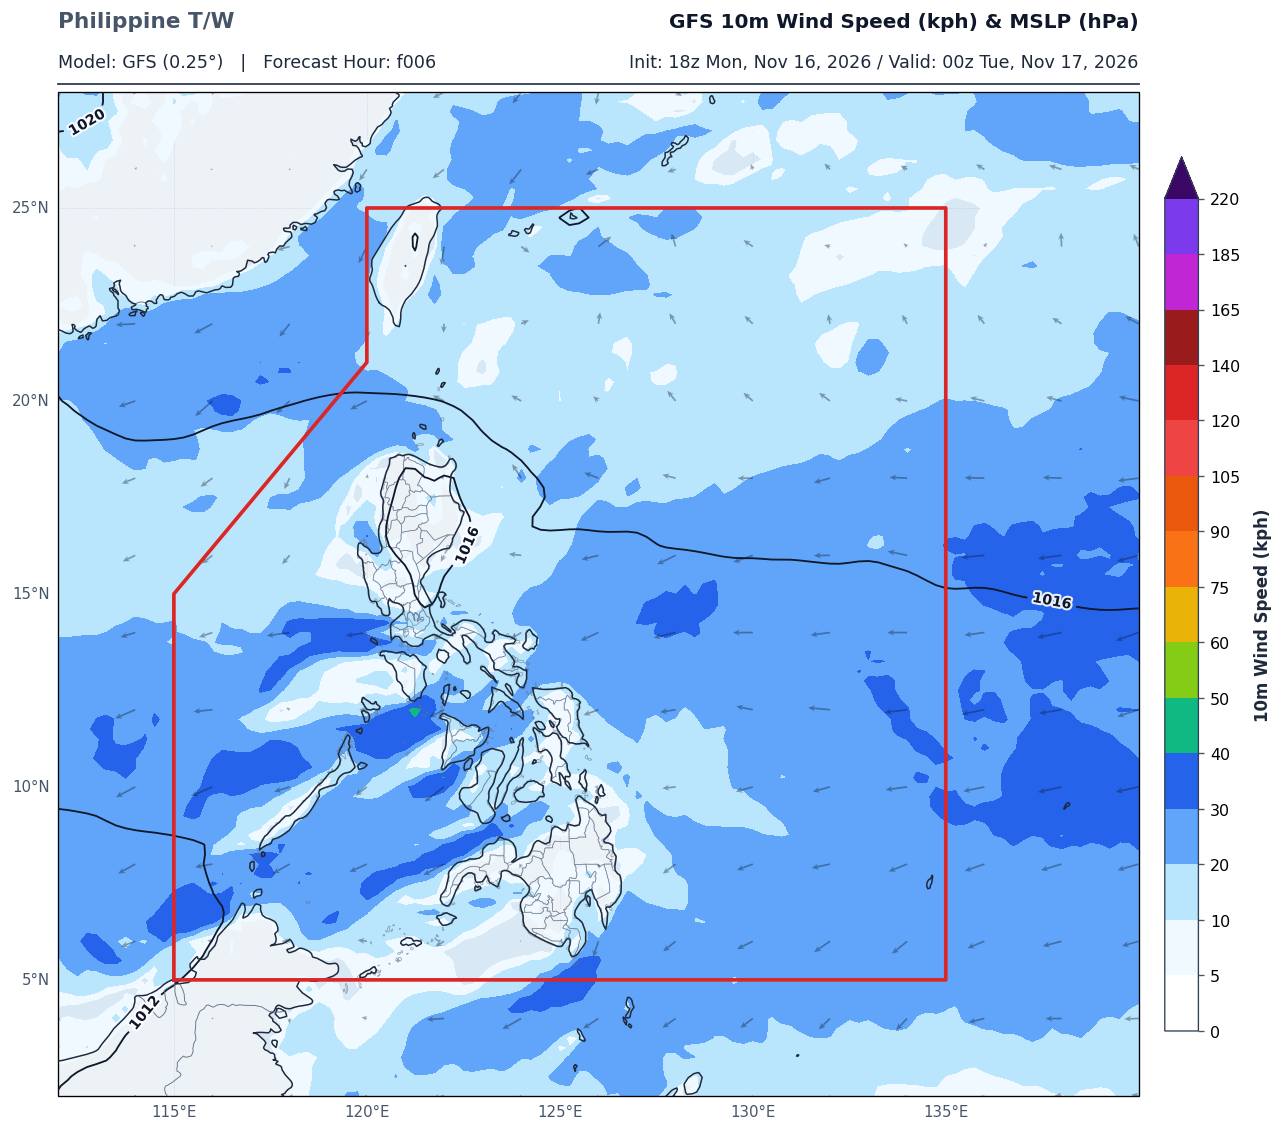 Philippine T/W
GFS 10m Wind Speed (kph) & MSLP (hPa)
Model: GFS (0.25°)   |   Forecast Hour: f006
Init: 18z Mon, Nov 16, 2026 / Valid: 00z Tue, Nov 17, 2026
1020
1016
1016
1012
25°N
20°N
15°N
10°N
5°N
115°E
120°E
125°E
130°E
135°E
220
185
165
140
120
105
90
75
60
50
40
30
20
10
5
0
10m Wind Speed (kph)